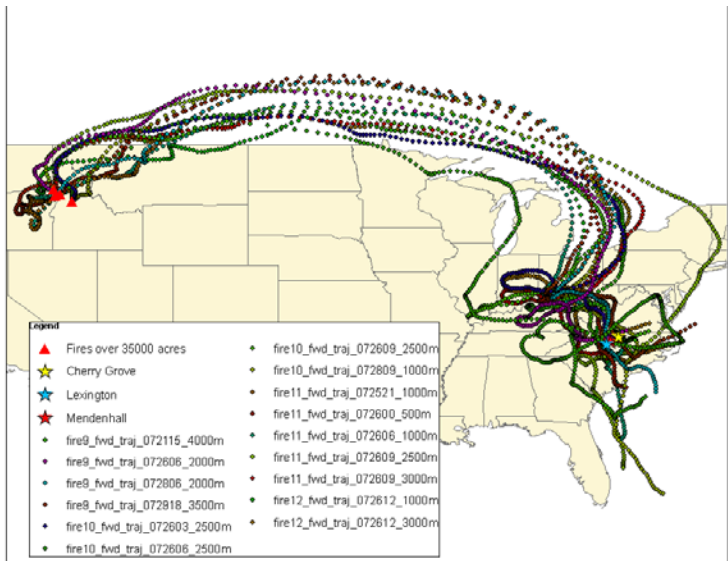 Legend
Fires over 35000 acres
Cherry Grove
Lexington
Mendenhall
fire9_fwd_traj_072115_4000m
fire9_fwd_traj_072606_2000m
fire9_fwd_traj_072806_2000m
fire9_fwd_traj_072918_3500m
fire10_fwd_traj_072603_2500m
fire10_fwd_traj_072606_2500m
fire10_fwd_traj_072609_2500m
fire10_fwd_traj_072809_1000m
fire11_fwd_traj_072521_1000m
fire11_fwd_traj_072600_500m
fire11_fwd_traj_072606_1000m
fire11_fwd_traj_072609_2500m
fire11_fwd_traj_072609_3000m
fire12_fwd_traj_072612_1000m
fire12_fwd_traj_072612_3000m